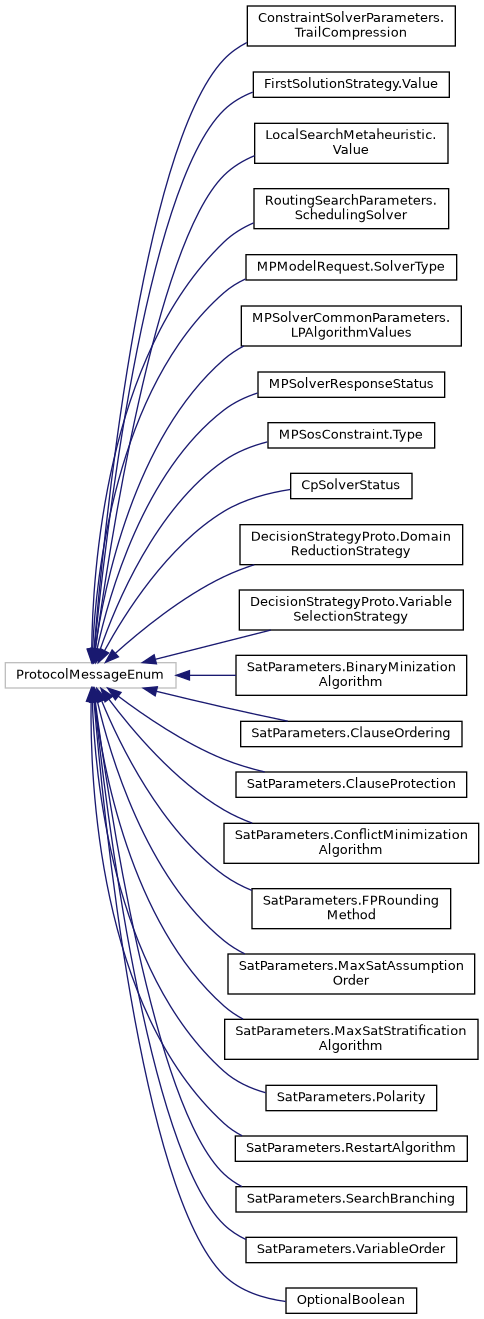 ConstraintSolverParameters.
TrailCompression
FirstSolutionStrategy.Value
LocalSearchMetaheuristic.
Value
RoutingSearchParameters.
SchedulingSolver
MPModelRequest.SolverType
MPSolverCommonParameters.
LPAlgorithmValues
MPSolverResponseStatus
MPSosConstraint.Type
CpSolverStatus
DecisionStrategyProto.Domain
ReductionStrategy
DecisionStrategyProto.Variable
SelectionStrategy
ProtocolMessageEnum
SatParameters.BinaryMinization
Algorithm
SatParameters.ClauseOrdering
SatParameters.ClauseProtection
SatParameters.ConflictMinimization
Algorithm
SatParameters.FPRounding
Method
SatParameters.MaxSatAssumption
Order
SatParameters.MaxSatStratification
Algorithm
SatParameters.Polarity
SatParameters.RestartAlgorithm
SatParameters.SearchBranching
SatParameters.VariableOrder
OptionalBoolean